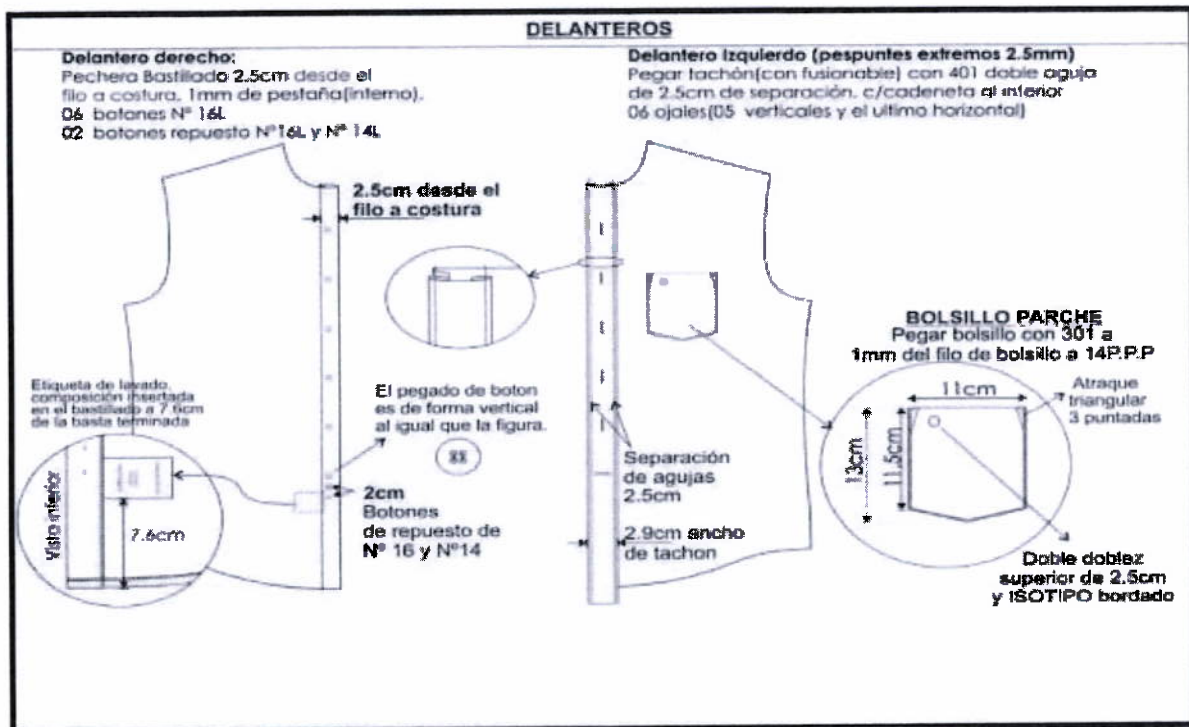 DELANTEROS
Delantero derecho:
Pechera Bastillado 2.5cm desde el
filo a costura. 1mm de pestaña(interno).
06 botones N° 16L
02 botones repuesto N°16L y N° 14L
Delantero Izquierdo (pespuntes extremos 2.5mm)
Pegar tachón(con fusionable) con 401 doble aguja
de 2.5cm de separación. c/cadeneta al interior
06 ojales(05 verticales y el ultimo horizontal)
2.5cm desde el
filo a costura
BOLSILLO PARCHE
Pegar bolsillo con 301 a
1mm del filo de bolsillo a 14P.P.P
11cm
13cm
11.5cm
Atraque
triangular
3 puntadas
Doble doblez
superior de 2.5cm
y ISOTIPO bordado
Etiqueta de lavado,
composición insertada
en el bastillado a 7.6cm
de la basta terminada
Vista interior
7.6cm
El pegado de boton
es de forma vertical
al igual que la figura.
2cm
Botones
de repuesto de
N° 16 y N°14
Separación
de agujas
2.5cm
2.9cm ancho
de tachon